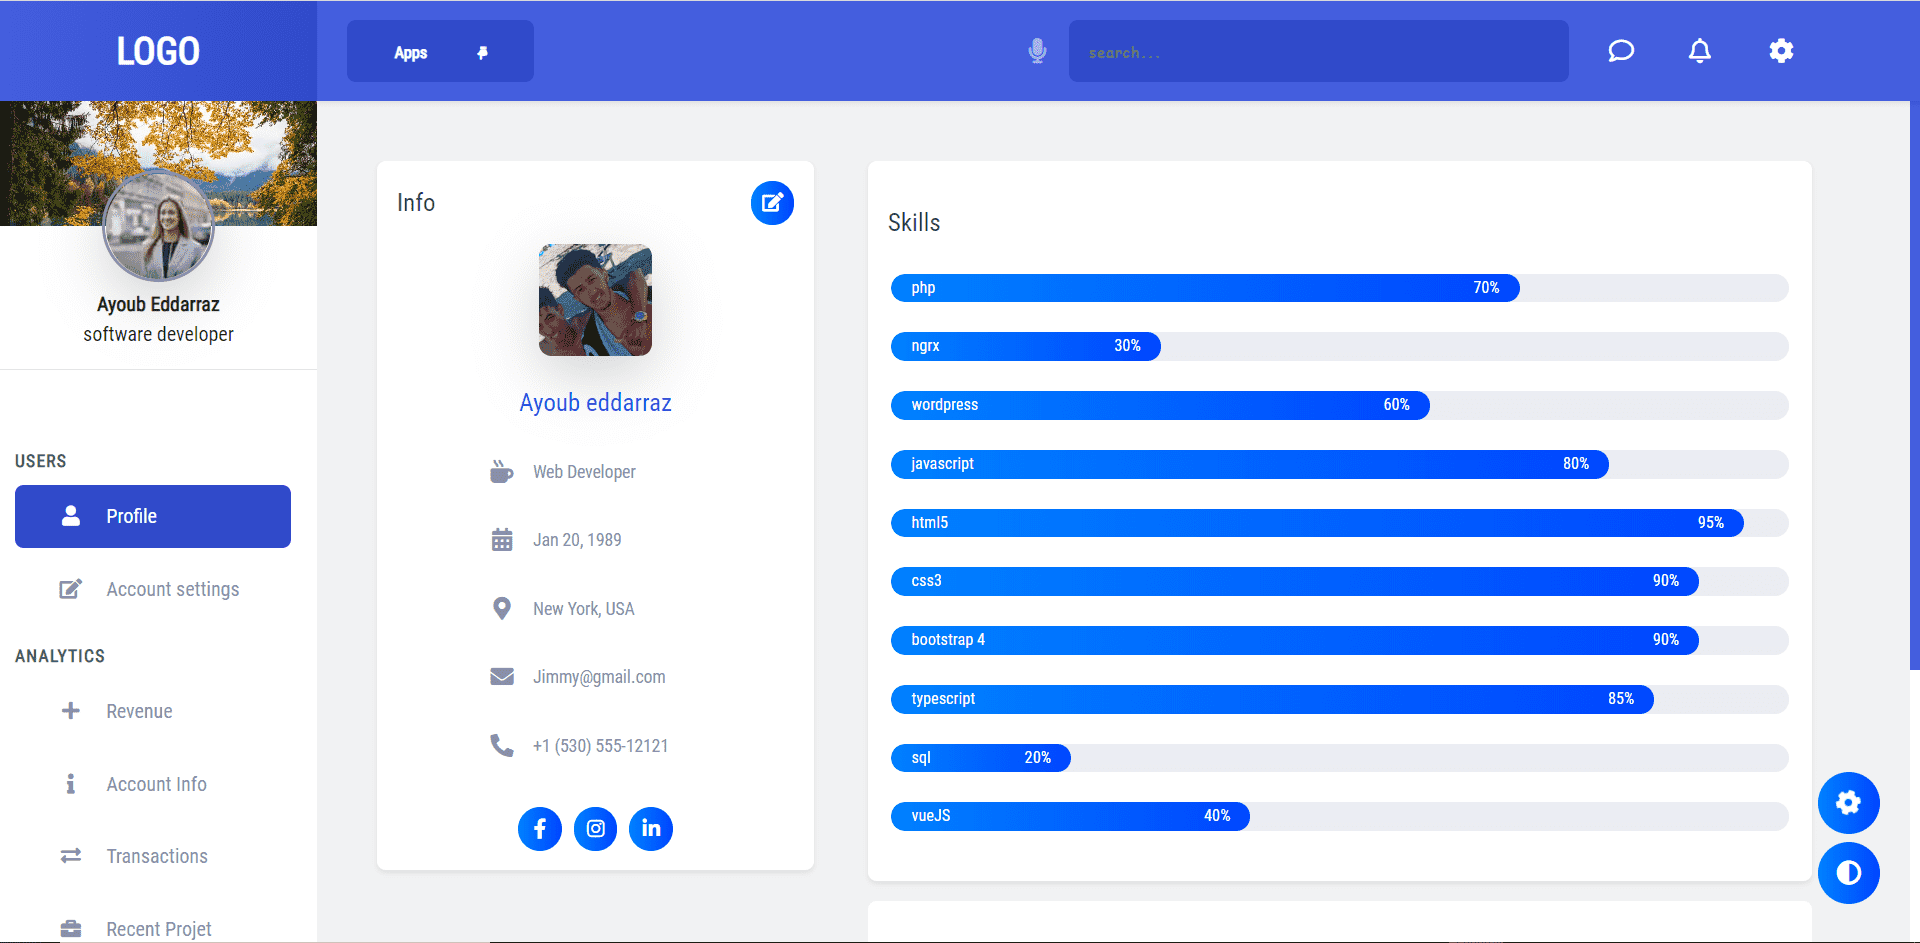 LOGO
Apps
search...
Ayoub Eddarraz
software developer
USERS
Profile
Account settings
ANALYTICS
Revenue
Account Info
Transactions
Recent Projet
Info
Ayoub eddarraz
Web Developer
Jan 20, 1989
New York, USA
Jimmy@gmail.com
+1 (530) 555-12121
Skills
php 70%
ngrx 30%
wordpress 60%
javascript 80%
html5 95%
css3 90%
bootstrap 4 90%
typescript 85%
sql 20%
vueJS 40%